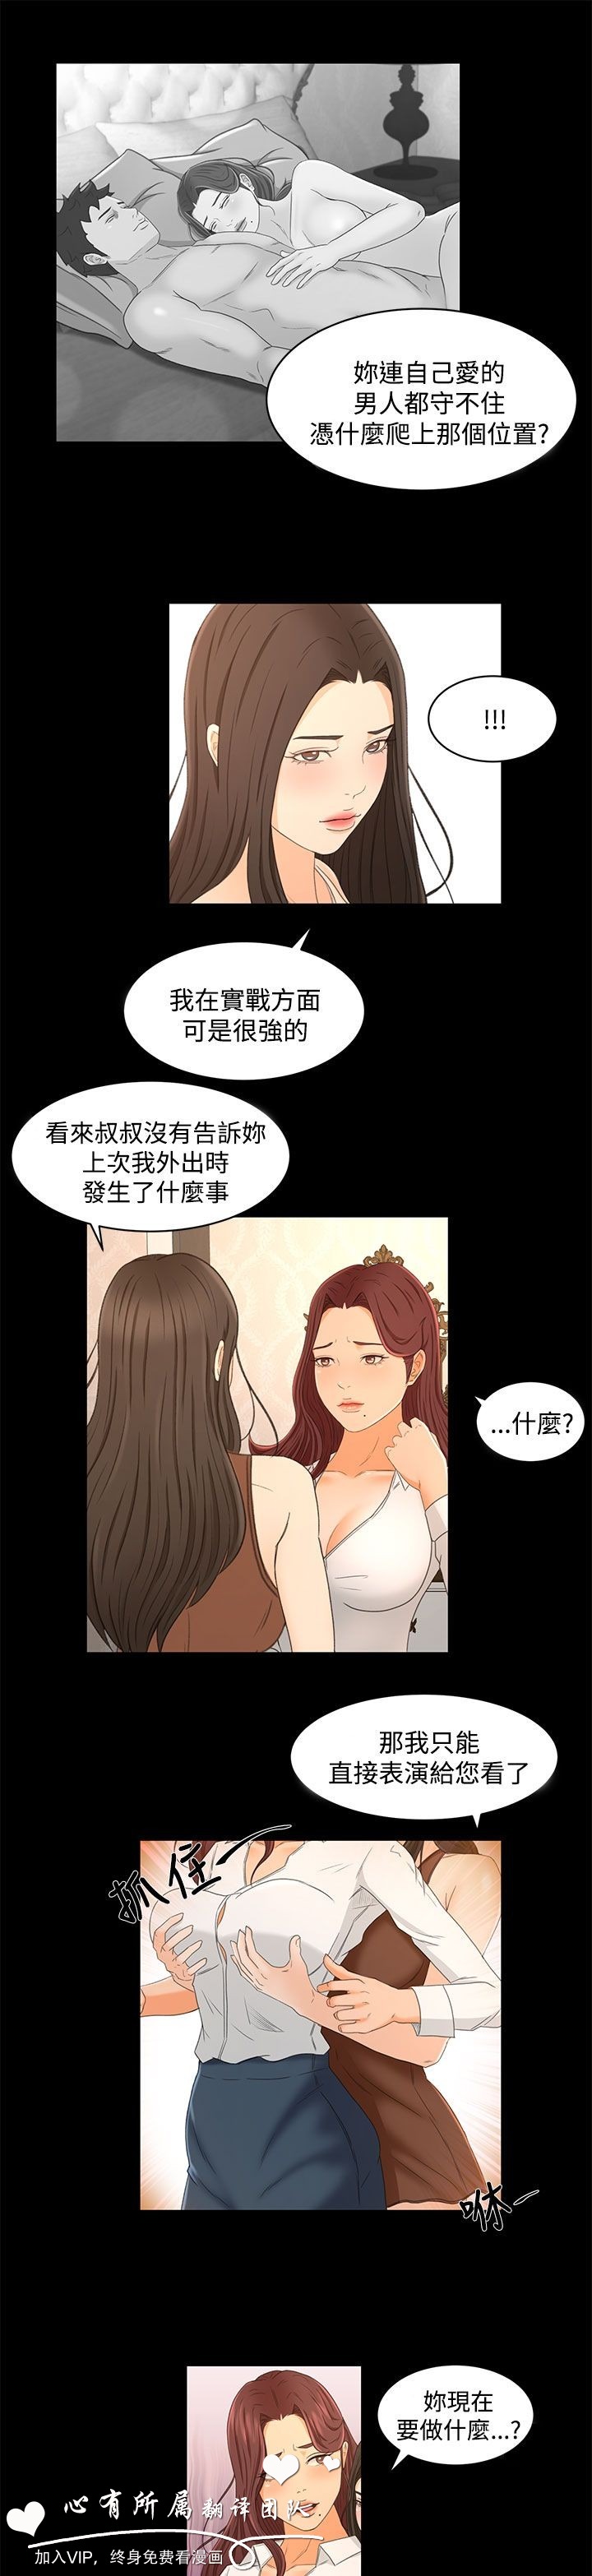 妳連自己愛的
男人都守不住
憑什麼爬上那個位置?
!!!
我在實戰方面
可是很強的
看來叔叔沒有告訴妳
上次我外出時
發生了什麼事
...什麼?
那我只能
直接表演給您看了
抓住
咻
妳現在
要做什麼...?
心有所属翻译团队
加入VIP，终身免费看漫画